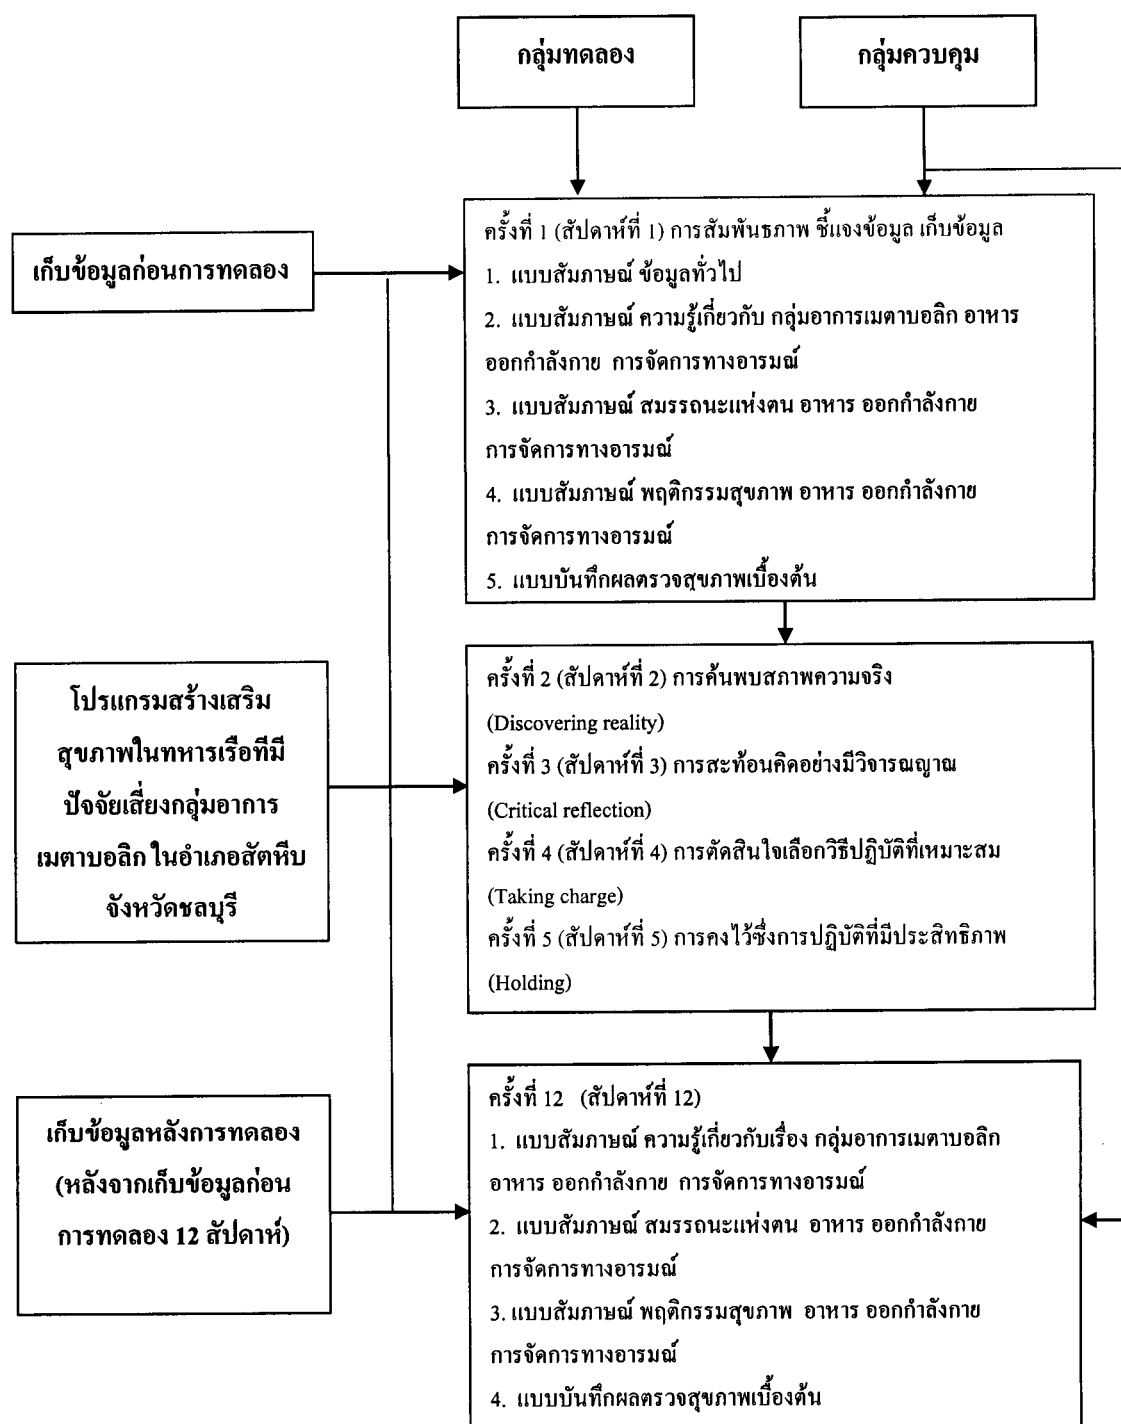 กลุ่มทดลอง
กลุ่มควบคุม
เก็บข้อมูลก่อนการทดลอง
ครั้งที่ 1 (สัปดาห์ที่ 1) การสัมพันธภาพ ชี้แจงข้อมูล เก็บข้อมูล
1. แบบสัมภาษณ์ ข้อมูลทั่วไป
2. แบบสัมภาษณ์ ความรู้เกี่ยวกับ กลุ่มอาการเมตาบอลิก อาหาร
ออกกำลังกาย การจัดการทางอารมณ์
3. แบบสัมภาษณ์ สมรรถนะแห่งตน อาหาร ออกกำลังกาย
การจัดการทางอารมณ์
4. แบบสัมภาษณ์ พฤติกรรมสุขภาพ อาหาร ออกกำลังกาย
การจัดการทางอารมณ์
5. แบบบันทึกผลตรวจสุขภาพเบื้องต้น
โปรแกรมสร้างเสริม
สุขภาพในทหารเรือที่มี
ปัจจัยเสี่ยงกลุ่มอาการ
เมตาบอลิก ในอำเภอสัตหีบ
จังหวัดชลบุรี
ครั้งที่ 2 (สัปดาห์ที่ 2) การค้นพบสภาพความจริง
(Discovering reality)
ครั้งที่ 3 (สัปดาห์ที่ 3) การสะท้อนคิดอย่างมีวิจารณญาณ
(Critical reflection)
ครั้งที่ 4 (สัปดาห์ที่ 4) การตัดสินใจเลือกวิธีปฏิบัติที่เหมาะสม
(Taking charge)
ครั้งที่ 5 (สัปดาห์ที่ 5) การคงไว้ซึ่งการปฏิบัติที่มีประสิทธิภาพ
(Holding)
เก็บข้อมูลหลังการทดลอง
(หลังจากเก็บข้อมูลก่อน
การทดลอง 12 สัปดาห์)
ครั้งที่ 12 (สัปดาห์ที่ 12)
1. แบบสัมภาษณ์ ความรู้เกี่ยวกับเรื่อง กลุ่มอาการเมตาบอลิก
อาหาร ออกกำลังกาย การจัดการทางอารมณ์
2. แบบสัมภาษณ์ สมรรถนะแห่งตน อาหาร ออกกำลังกาย
การจัดการทางอารมณ์
3. แบบสัมภาษณ์ พฤติกรรมสุขภาพ อาหาร ออกกำลังกาย
การจัดการทางอารมณ์
4. แบบบันทึกผลตรวจสุขภาพเบื้องต้น